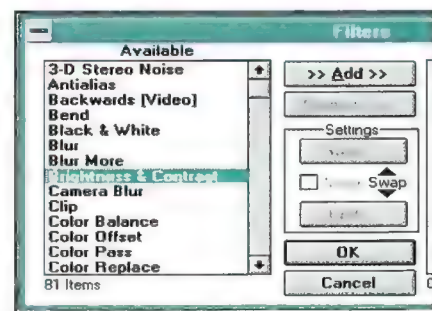 Filters
Available
3-D Stereo Noise
Antialias
Backwards [Video]
Bend
Black & White
Blur
Blur More
Brightness & Contrast
Camera Blur
Clip
Color Balance
Color Offset
Color Pass
Color Replace
81 Items
>> Add >>
Settings
Swap
OK
Cancel